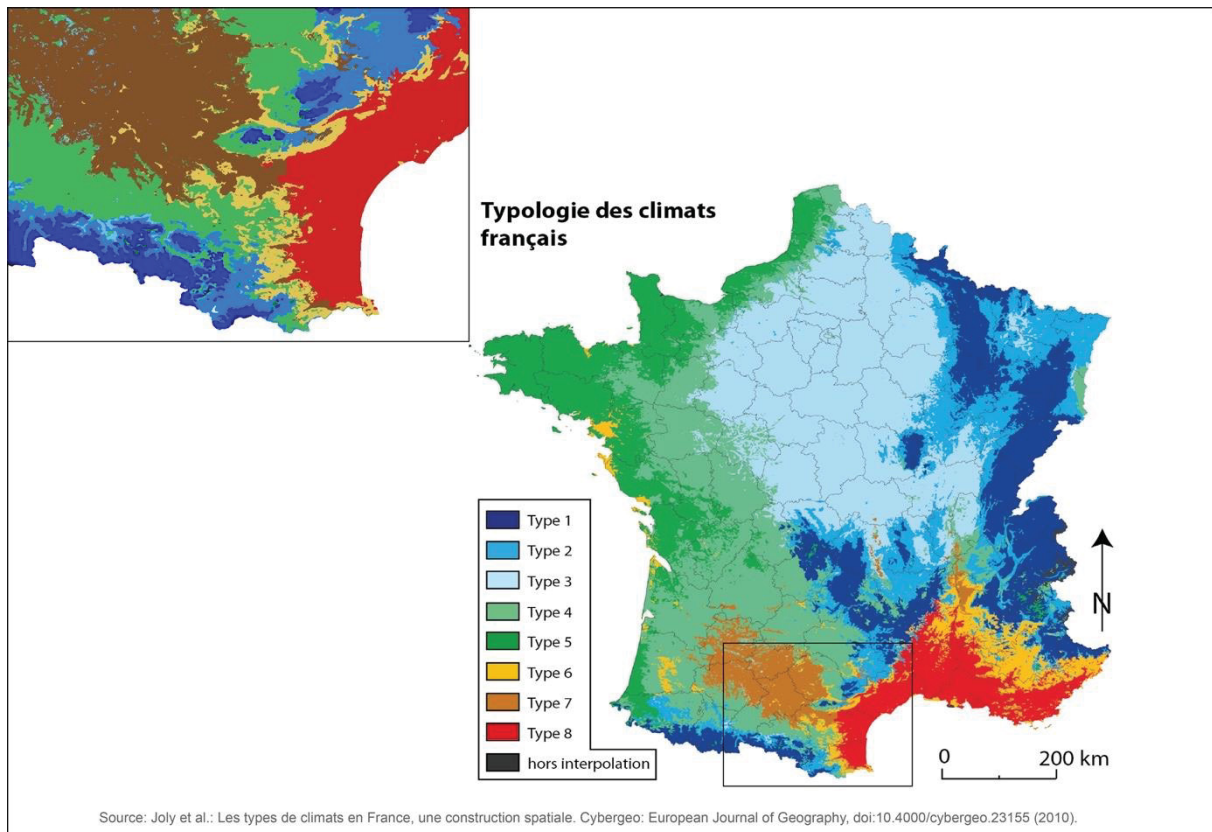 Typologie des climats
français
Type 1
Type 2
Type 3
Type 4
Type 5
Type 6
Type 7
Type 8
hors interpolation
N
0 200 km
Source: Joly et al.: Les types de climats en France, une construction spatiale. Cybergeo: European Journal of Geography, doi:10.4000/cybergeo.23155 (2010).